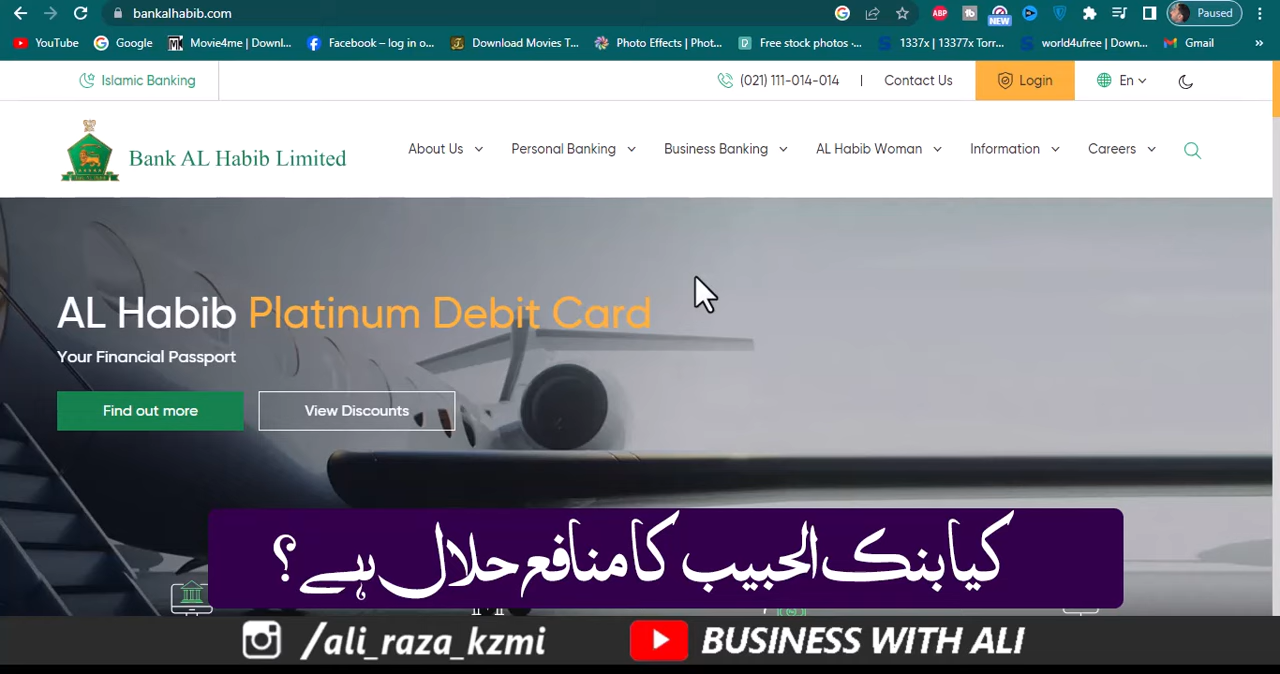 bankalhabib.com
NEW
Paused
YouTube
Google
Movie4me | Downl...
Facebook – log in o...
Download Movies T...
Photo Effects | Phot...
Free stock photos -...
1337x | 13377x Torr...
world4ufree | Down...
Gmail
»
Islamic Banking
(021) 111-014-014 | Contact Us
Login
En
Bank AL Habib Limited
About Us
Personal Banking
Business Banking
AL Habib Woman
Information
Careers
AL Habib Platinum Debit Card
Your Financial Passport
Find out more
View Discounts
کیا بنک الحبیب کا منافع حلال ہے؟
/ali_raza_kzmi
BUSINESS WITH ALI